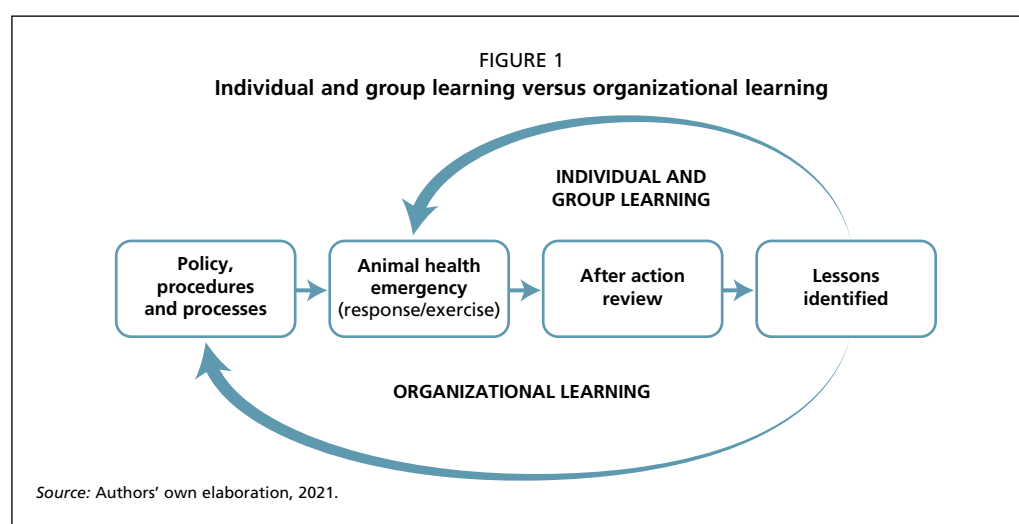 FIGURE 1
Individual and group learning versus organizational learning
INDIVIDUAL AND
GROUP LEARNING
Policy,
procedures
and processes
Animal health
emergency
(response/exercise)
After action
review
Lessons
identified
ORGANIZATIONAL LEARNING
Source: Authors' own elaboration, 2021.